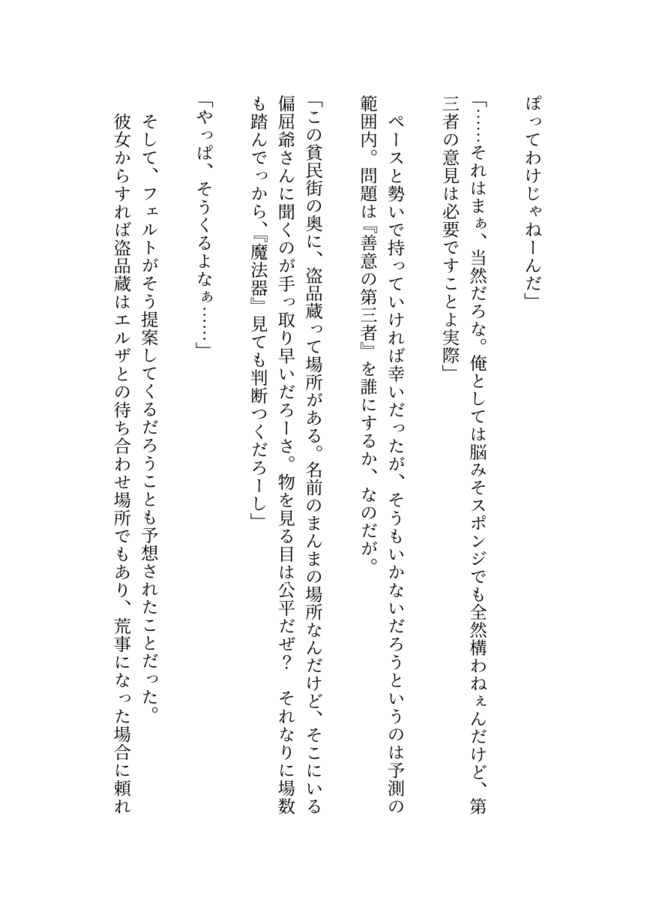 ぽってわけじゃねーんだ」
「……それはまぁ、当然だろな。俺としては脳みそスポンジでも全然構わねぇんだけど、第
三者の意見は必要ですことよ実際」
　ペースと勢いで持っていければ幸いだったが、そうもいかないだろうというのは予測の
範囲内。問題は『善意の第三者』を誰にするか、なのだが。
「この貧民街の奥に、盗品蔵って場所がある。名前のまんまの場所なんだけど、そこにいる
偏屈爺さんに聞くのが手っ取り早いだろーさ。物を見る目は公平だぜ？　それなりに場数
も踏んでっから、『魔法器』見ても判断つくだろーし」
「やっぱ、そうくるよなぁ……」
　そして、フェルトがそう提案してくるだろうことも予想されたことだった。
　彼女からすれば盗品蔵はエルザとの待ち合わせ場所でもあり、荒事になった場合に頼れ